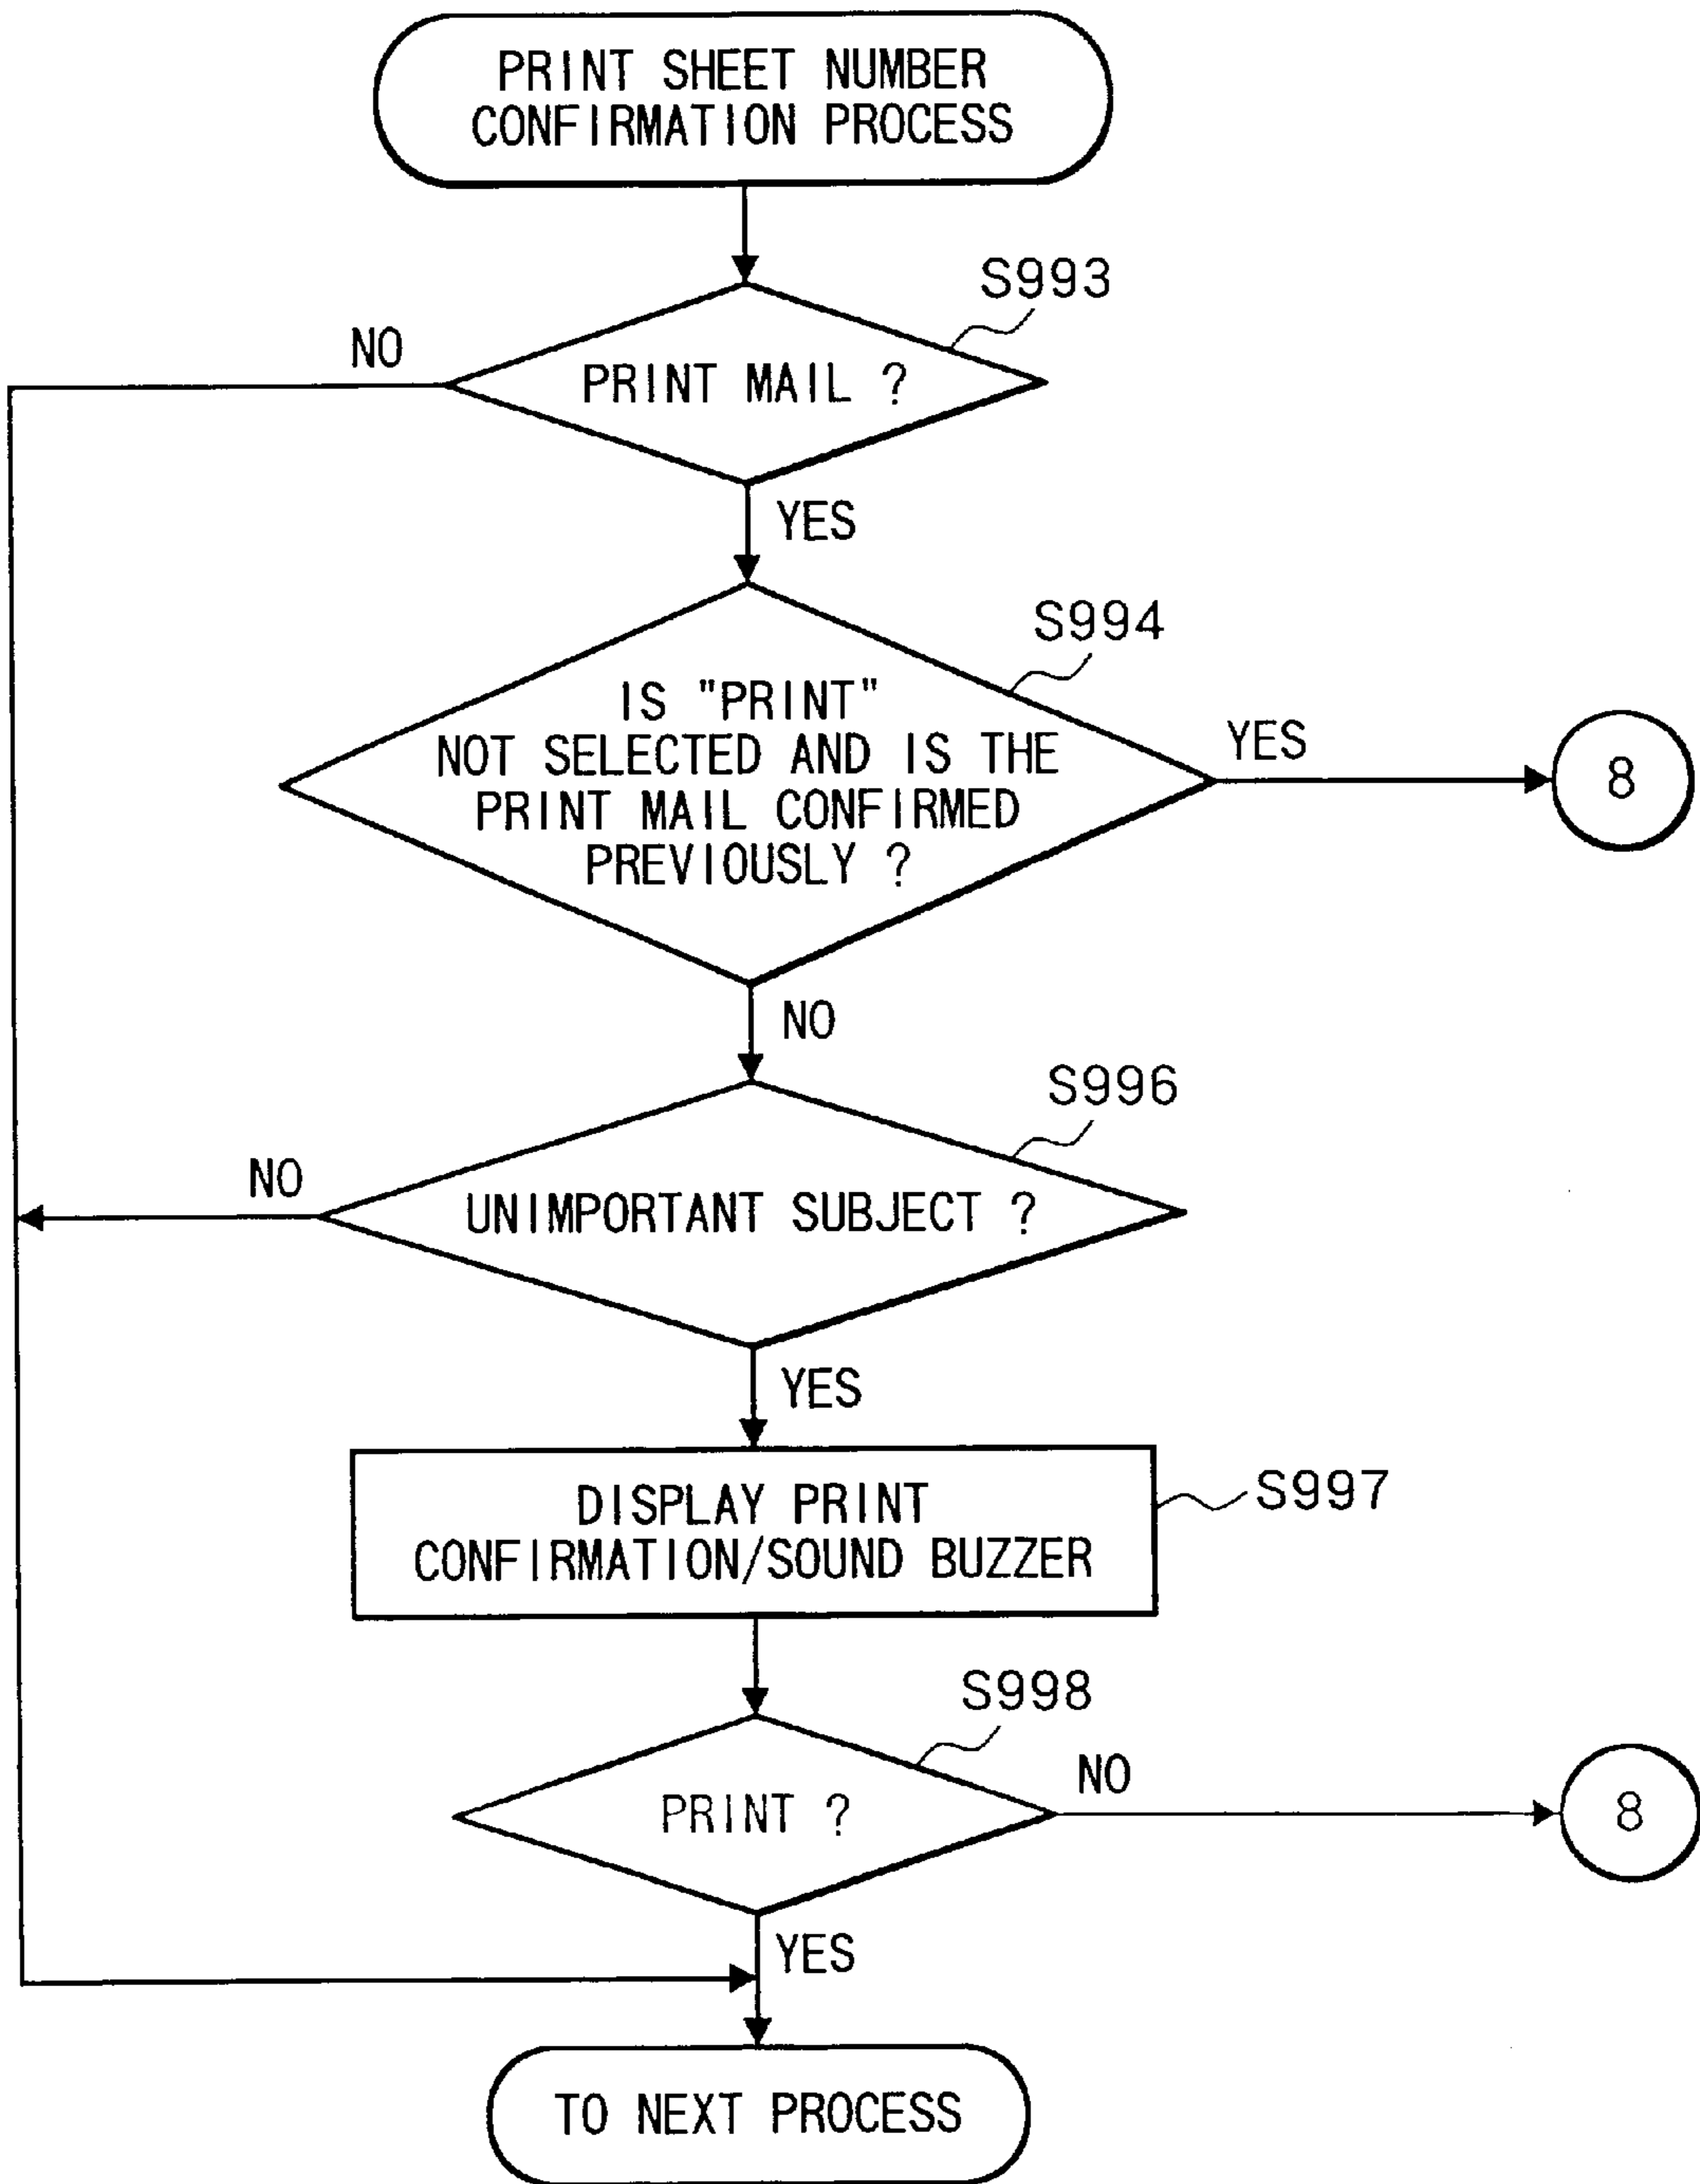 PRINT SHEET NUMBER
CONFIRMATION PROCESS
S993
NO
PRINT MAIL ?
YES
S994
IS "PRINT"
NOT SELECTED AND IS THE
PRINT MAIL CONFIRMED
PREVIOUSLY ?
YES
8
NO
S996
NO
UNIMPORTANT SUBJECT ?
YES
DISPLAY PRINT
CONFIRMATION/SOUND BUZZER
S997
S998
PRINT ?
NO
8
YES
TO NEXT PROCESS